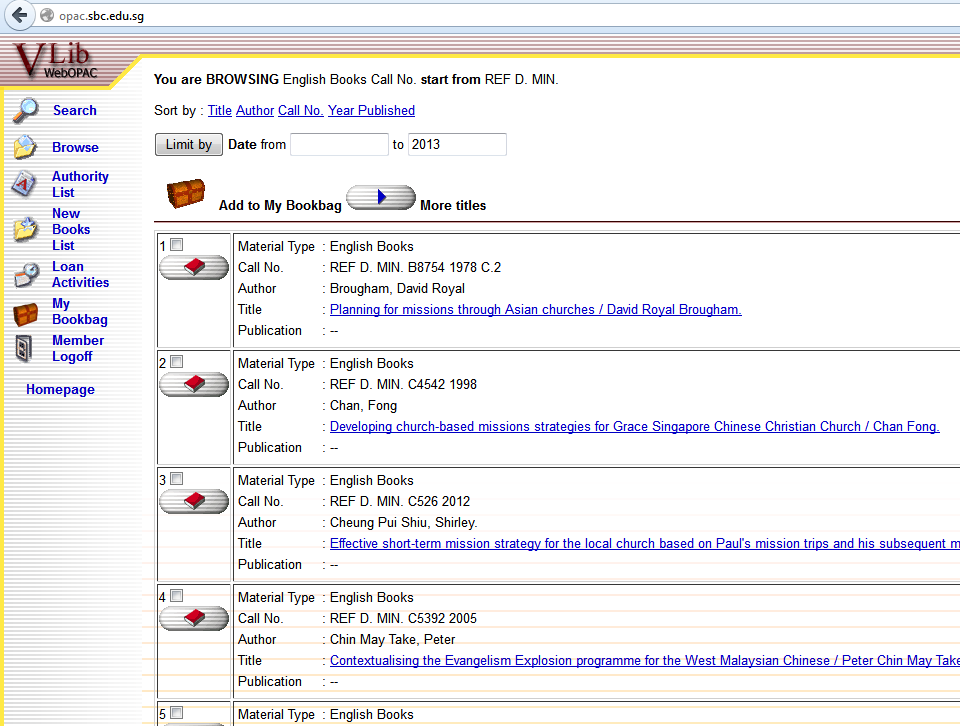 opac.sbc.edu.sg
VLib
WebOPAC
Search
Browse
Authority
List
New
Books
List
Loan
Activities
My
Bookbag
Member
Logoff
Homepage
You are BROWSING English Books Call No. start from REF D. MIN.
Sort by : Title Author Call No. Year Published
Limit by Date from to 2013
Add to My Bookbag More titles
1
Material Type : English Books
Call No. : REF D. MIN. B8754 1978 C.2
Author : Brougham, David Royal
Title : Planning for missions through Asian churches / David Royal Brougham.
Publication : --
2
Material Type : English Books
Call No. : REF D. MIN. C4542 1998
Author : Chan, Fong
Title : Developing church-based missions strategies for Grace Singapore Chinese Christian Church / Chan Fong.
Publication : --
3
Material Type : English Books
Call No. : REF D. MIN. C526 2012
Author : Cheung Pui Shiu, Shirley.
Title : Effective short-term mission strategy for the local church based on Paul's mission trips and his subsequent m
Publication : --
4
Material Type : English Books
Call No. : REF D. MIN. C5392 2005
Author : Chin May Take, Peter
Title : Contextualising the Evangelism Explosion programme for the West Malaysian Chinese / Peter Chin May Take
Publication : --
5
Material Type : English Books